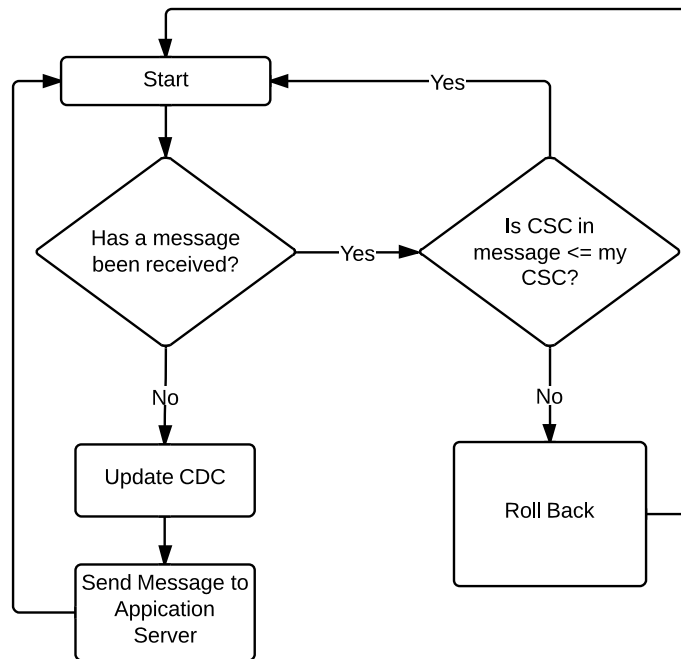 Start
Yes
Has a message
been received?
Yes
Is CSC in
message <= my
CSC?
No
No
Update CDC
Roll Back
Send Message to
Appication
Server